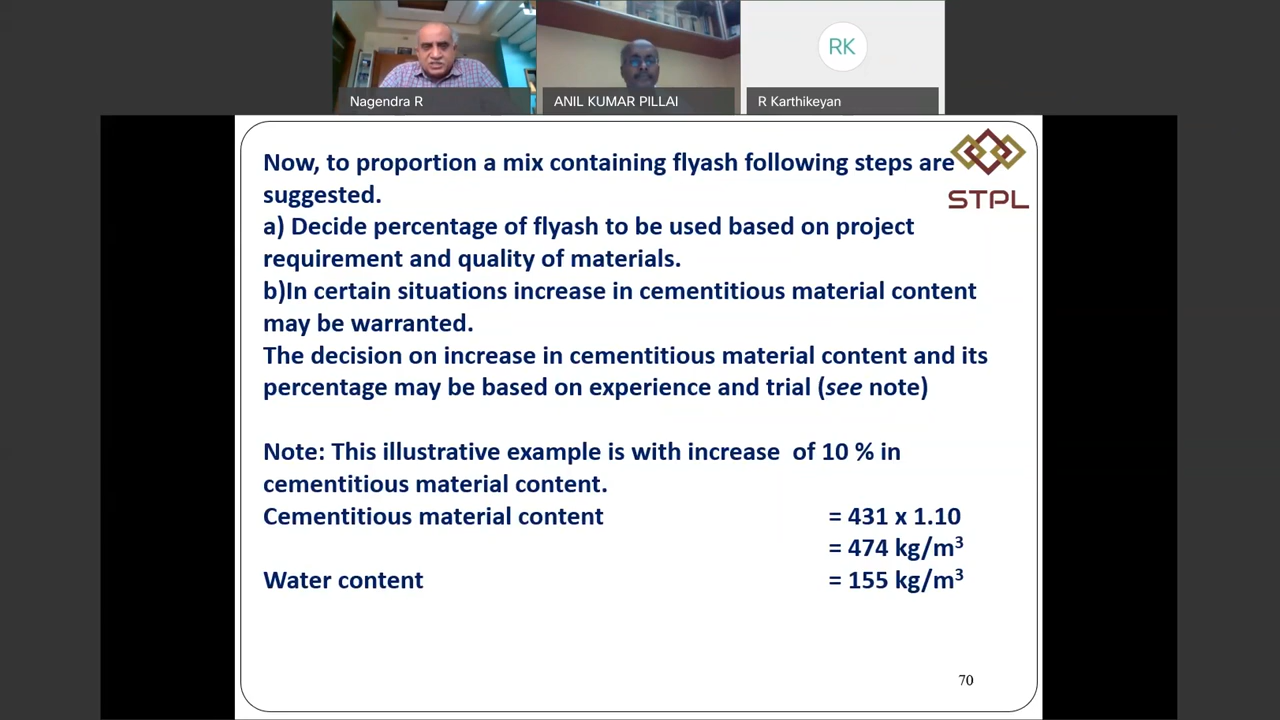 RK
Nagendra R
ANIL KUMAR PILLAI
R Karthikeyan
Now, to proportion a mix containing flyash following steps are
suggested.
STPL
a) Decide percentage of flyash to be used based on project
requirement and quality of materials.
b)In certain situations increase in cementitious material content
may be warranted.
The decision on increase in cementitious material content and its
percentage may be based on experience and trial (see note)
Note: This illustrative example is with increase of 10 % in
cementitious material content.
Cementitious material content = 431 x 1.10
= 474 kg/m³
Water content = 155 kg/m³
70